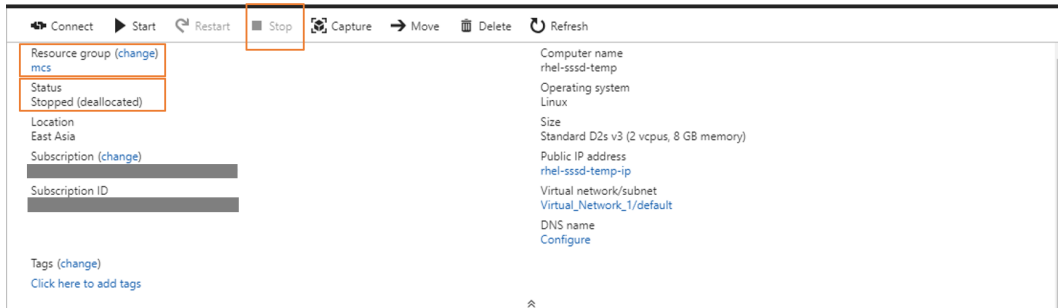 Connect Start Restart Stop Capture Move Delete Refresh
Resource group (change)
mcs
Status
Stopped (deallocated)
Location
East Asia
Subscription (change)
Subscription ID
Tags (change)
Click here to add tags
Computer name
rhel-sssd-temp
Operating system
Linux
Size
Standard D2s v3 (2 vcpus, 8 GB memory)
Public IP address
rhel-sssd-temp-ip
Virtual network/subnet
Virtual_Network_1/default
DNS name
Configure